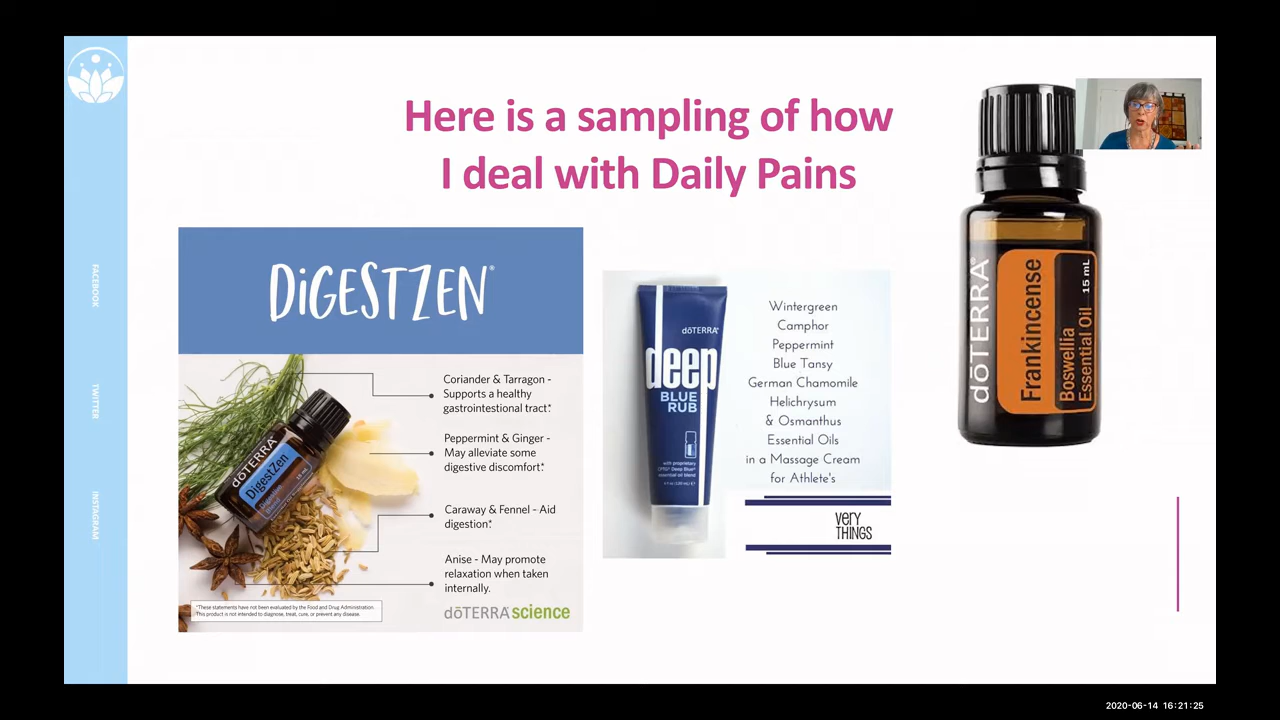 Here is a sampling of how
I deal with Daily Pains
FACEBOOK
TWITTER
INSTAGRAM
DiGESTZEN®
Coriander & Tarragon -
Supports a healthy
gastrointestional tract.*
Peppermint & Ginger -
May alleviate some
digestive discomfort.*
Caraway & Fennel - Aid
digestion.*
Anise - May promote
relaxation when taken
internally.
dōTERRA®
DigestZen
*These statements have not been evaluated by the Food and Drug Administration.
This product is not intended to diagnose, treat, cure, or prevent any disease.
dōTERRA science
dōTERRA®
deep
BLUE
RUB
with proprietary
essential oil blend
Wintergreen
Camphor
Peppermint
Blue Tansy
German Chamomile
Helichrysum
& Osmanthus
Essential Oils
in a Massage Cream
for Athlete's
VERY
THINGS
dōTERRA®
Frankincense
Boswellia
Essential Oil 15 mL
2020-06-14 16:21:25